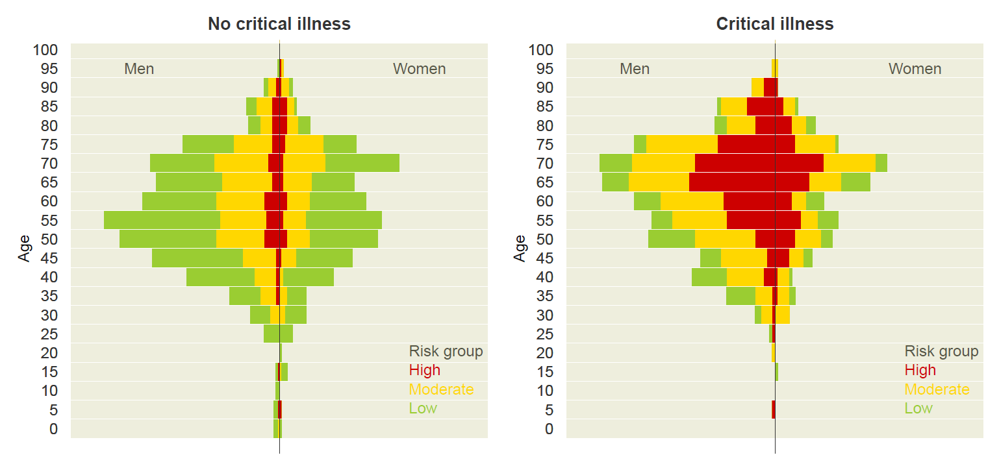 No critical illness
100
95
90
85
80
75
70
65
60
55
50
45
40
35
30
25
20
15
10
5
0
Age
Men
Women
Risk group
High
Moderate
Low
Critical illness
100
95
90
85
80
75
70
65
60
55
50
45
40
35
30
25
20
15
10
5
0
Age
Men
Women
Risk group
High
Moderate
Low